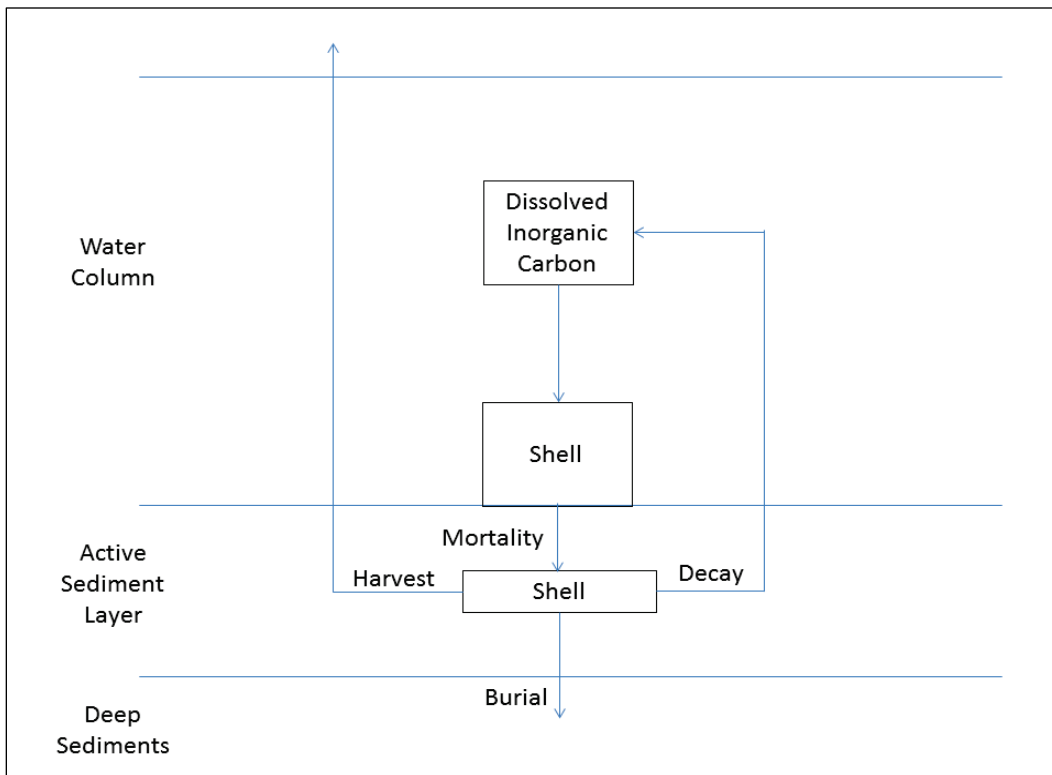 Dissolved
Inorganic
Carbon
Water
Column
Shell
Mortality
Active
Sediment
Layer
Harvest
Shell
Decay
Burial
Deep
Sediments